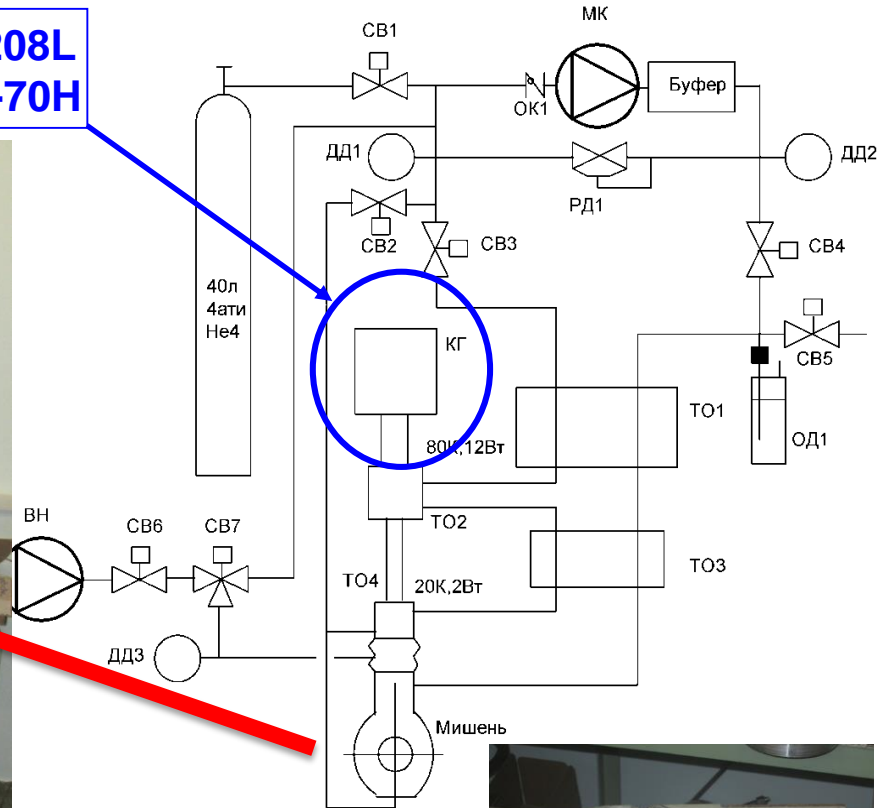 208L
-70H
СВ1
МК
Буфер
ОК1
ДД1
ДД2
РД1
СВ2
СВ3
СВ4
40л
4ати
Не4
КГ
СВ5
ТО1
80К,12Вт
ОД1
ВН
СВ6
СВ7
ТО2
ТО3
ТО4
20К,2Вт
ДД3
Мишень